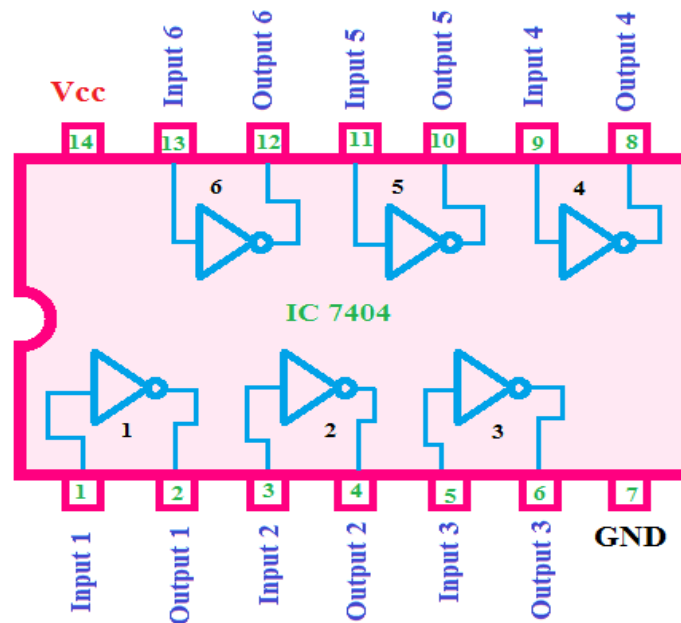 Input 6
Output 6
Input 5
Output 5
Input 4
Output 4
Vcc
14
13
12
11
10
9
8
6
5
4
IC 7404
1
2
3
1
2
3
4
5
6
7
Input 1
Output 1
Input 2
Output 2
Input 3
Output 3
GND